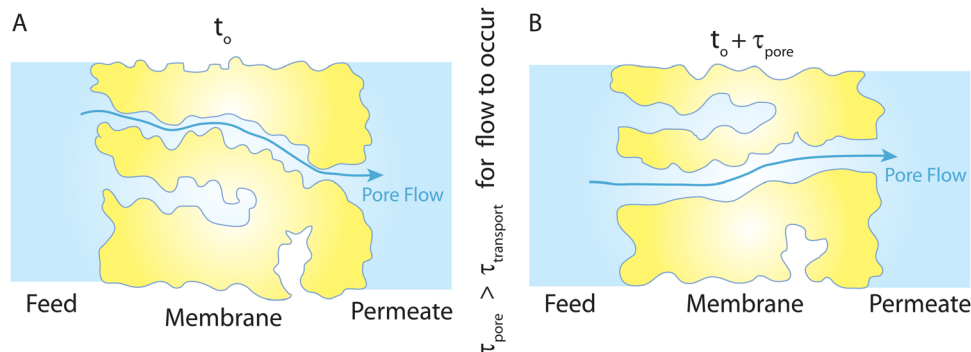 A
t₀
Pore Flow
Feed
Membrane
Permeate
τpore > τtransport for flow to occur
B
t₀ + τpore
Pore Flow
Feed
Membrane
Permeate